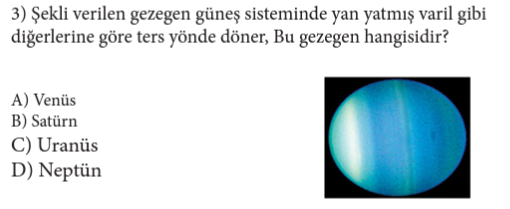 3) Şekli verilen gezegen güneş sisteminde yan yatmış varil gibi
diğerlerine göre ters yönde döner, Bu gezegen hangisidir?
A) Venüs
B) Satürn
C) Uranüs
D) Neptün